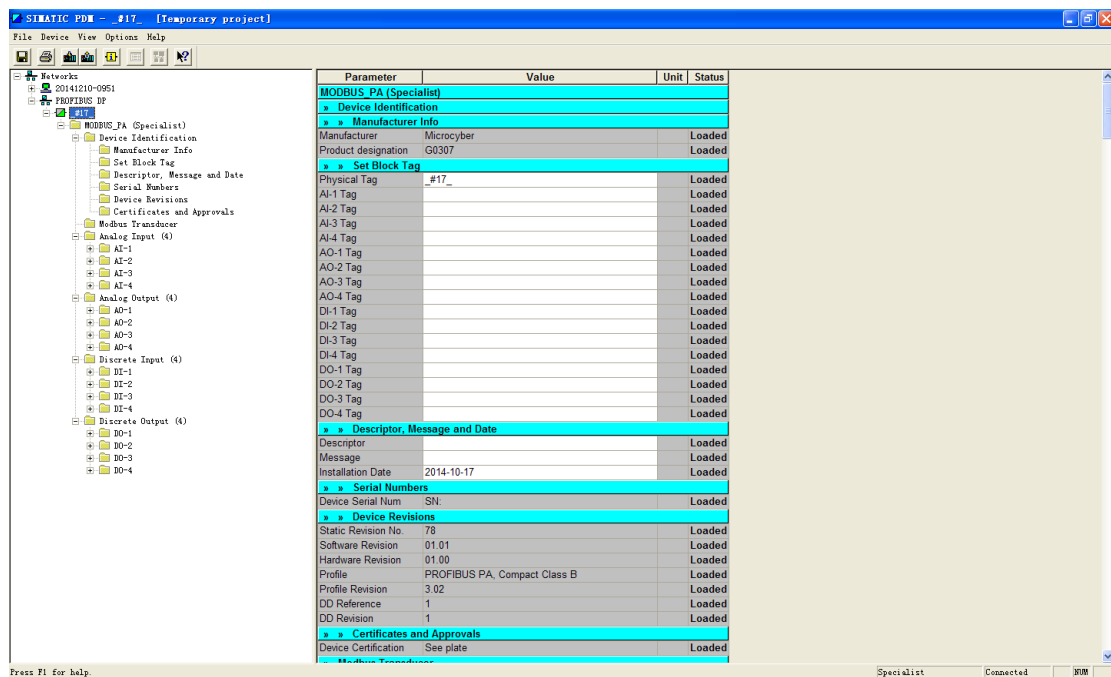 SIMATIC PDM - _#17_ [Temporary project]
File Device View Options Help
Networks
20141210-0951
PROFIBUS DP
_#17_
MODBUS_PA (Specialist)
Device Identification
Manufacturer Info
Set Block Tag
Descriptor, Message and Date
Serial Numbers
Device Revisions
Certificates and Approvals
Modbus Transducer
Analog Input (4)
AI-1
AI-2
AI-3
AI-4
Analog Output (4)
AO-1
AO-2
AO-3
AO-4
Discrete Input (4)
DI-1
DI-2
DI-3
DI-4
Discrete Output (4)
DO-1
DO-2
DO-3
DO-4
Parameter Value Unit Status
MODBUS_PA (Specialist)
» Device Identification
» » Manufacturer Info
Manufacturer Microcyber Loaded
Product designation G0307 Loaded
» » Set Block Tag
Physical Tag _#17_ Loaded
AI-1 Tag Loaded
AI-2 Tag Loaded
AI-3 Tag Loaded
AI-4 Tag Loaded
AO-1 Tag Loaded
AO-2 Tag Loaded
AO-3 Tag Loaded
AO-4 Tag Loaded
DI-1 Tag Loaded
DI-2 Tag Loaded
DI-3 Tag Loaded
DI-4 Tag Loaded
DO-1 Tag Loaded
DO-2 Tag Loaded
DO-3 Tag Loaded
DO-4 Tag Loaded
» » Descriptor, Message and Date
Descriptor Loaded
Message Loaded
Installation Date 2014-10-17 Loaded
» » Serial Numbers
Device Serial Num SN: Loaded
» » Device Revisions
Static Revision No. 78 Loaded
Software Revision 01.01 Loaded
Hardware Revision 01.00 Loaded
Profile PROFIBUS PA, Compact Class B Loaded
Profile Revision 3.02 Loaded
DD Reference 1 Loaded
DD Revision 1 Loaded
» » Certificates and Approvals
Device Certification See plate Loaded
» Modbus Transducer
Press F1 for help. Specialist Connected NUM